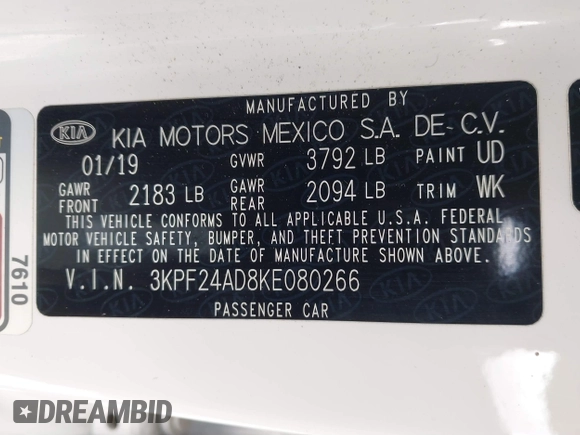 MANUFACTURED BY
KIA KIA MOTORS MEXICO S.A. DE C.V.
01/19 GVWR 3792 LB PAINT UD
GAWR FRONT 2183 LB GAWR REAR 2094 LB TRIM WK
THIS VEHICLE CONFORMS TO ALL APPLICABLE U.S.A. FEDERAL
MOTOR VEHICLE SAFETY, BUMPER, AND THEFT PREVENTION STANDARDS
IN EFFECT ON THE DATE OF MANUFACTURE SHOWN ABOVE.
V.I.N. 3KPF24AD8KE080266
PASSENGER CAR
7610
DREAMBID